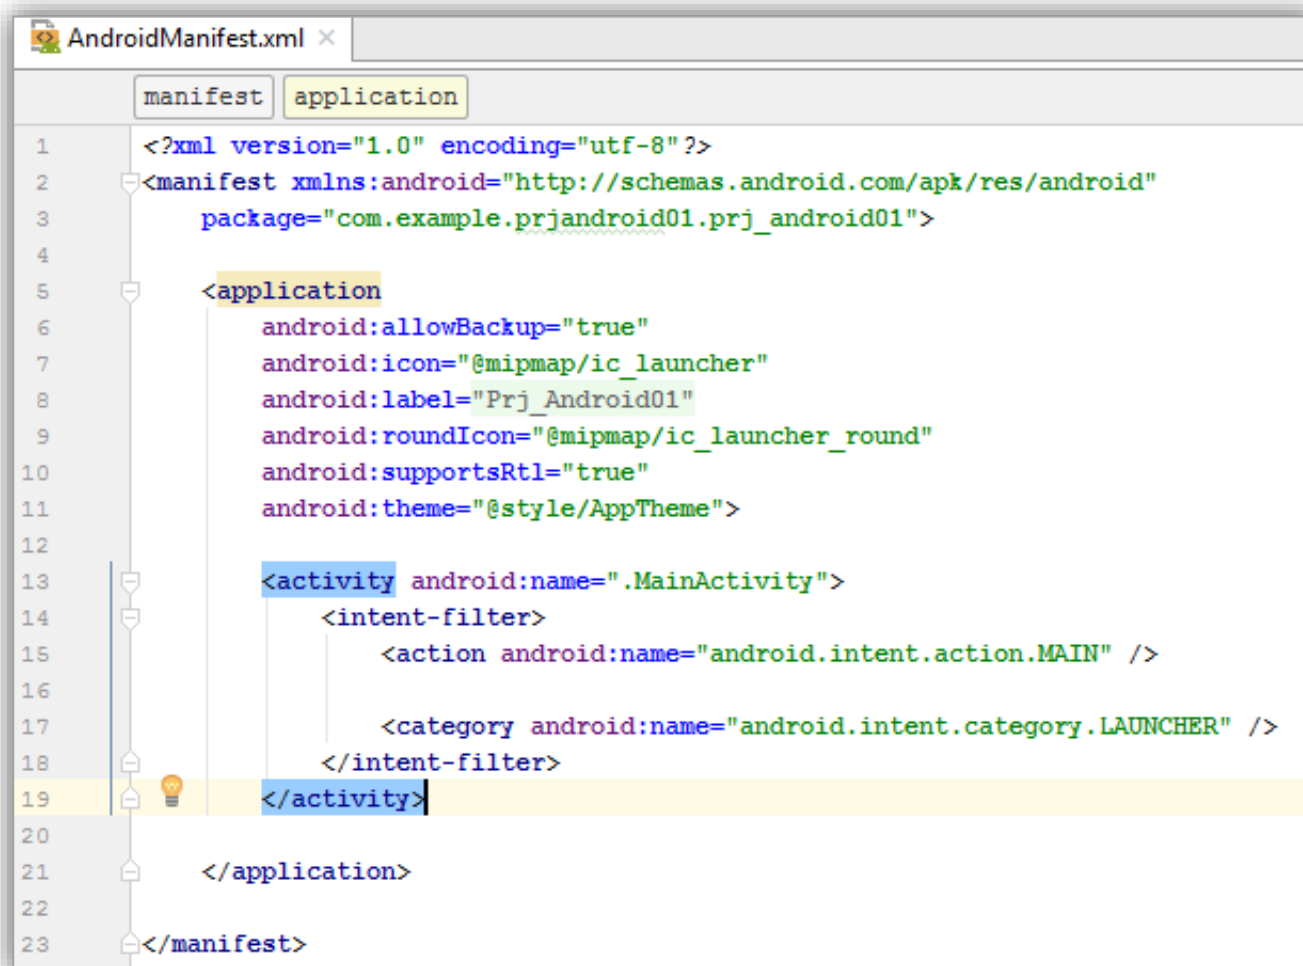 AndroidManifest.xml
manifest application
1 <?xml version="1.0" encoding="utf-8"?>
2 <manifest xmlns:android="http://schemas.android.com/apk/res/android"
3     package="com.example.prjandroid01.prj_android01">
4
5     <application
6         android:allowBackup="true"
7         android:icon="@mipmap/ic_launcher"
8         android:label="Prj_Android01"
9         android:roundIcon="@mipmap/ic_launcher_round"
10         android:supportsRtl="true"
11         android:theme="@style/AppTheme">
12
13         <activity android:name=".MainActivity">
14             <intent-filter>
15                 <action android:name="android.intent.action.MAIN" />
16
17                 <category android:name="android.intent.category.LAUNCHER" />
18             </intent-filter>
19         </activity>
20
21     </application>
22
23 </manifest>